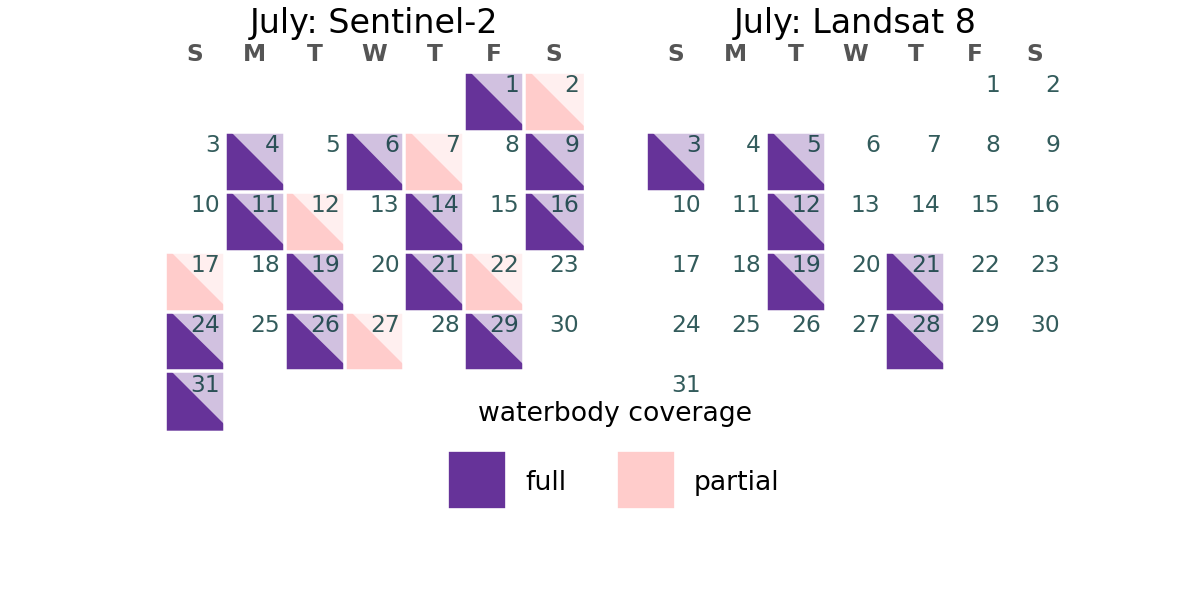 July: Sentinel-2
S M T W T F S
1 2
3 4 5 6 7 8 9
10 11 12 13 14 15 16
17 18 19 20 21 22 23
24 25 26 27 28 29 30
31
July: Landsat 8
S M T W T F S
1 2
3 4 5 6 7 8 9
10 11 12 13 14 15 16
17 18 19 20 21 22 23
24 25 26 27 28 29 30
31
waterbody coverage
full
partial